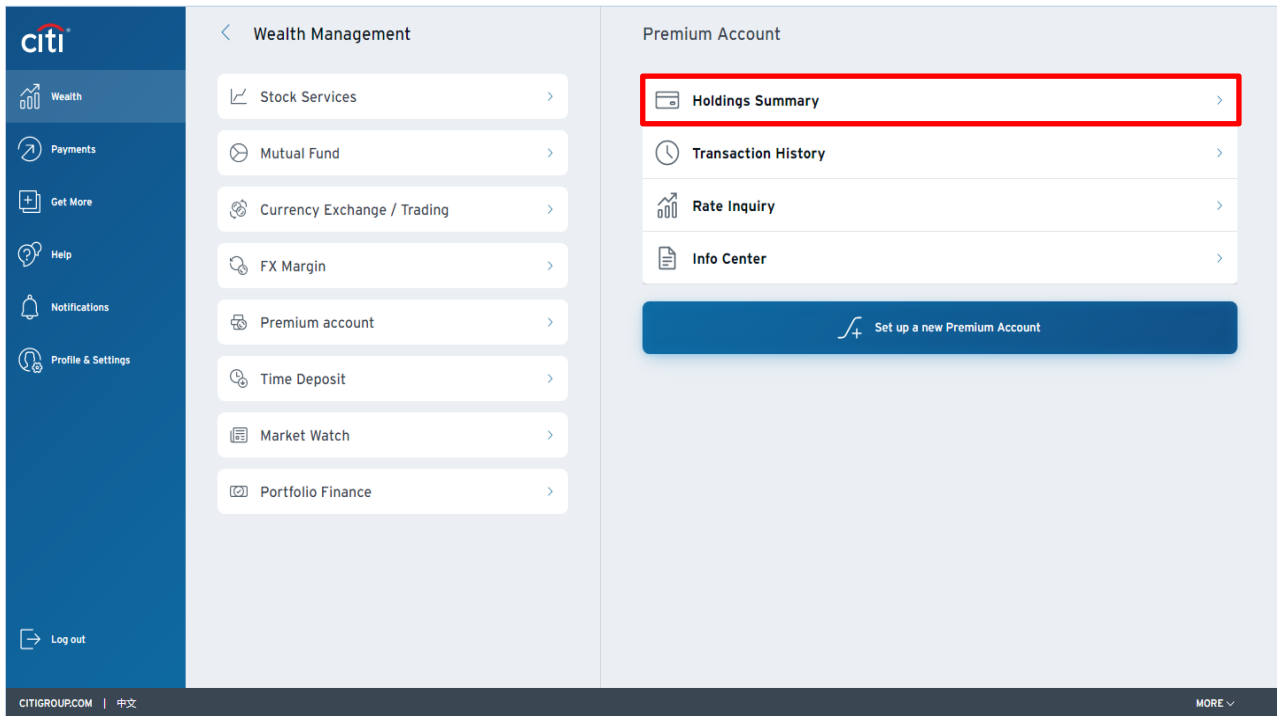 citi
Wealth
Payments
Get More
Help
Notifications
Profile & Settings
Log out
Wealth Management
Stock Services
Mutual Fund
Currency Exchange / Trading
FX Margin
Premium account
Time Deposit
Market Watch
Portfolio Finance
Premium Account
Holdings Summary
Transaction History
Rate Inquiry
Info Center
Set up a new Premium Account
CITIGROUP.COM | 中文
MORE